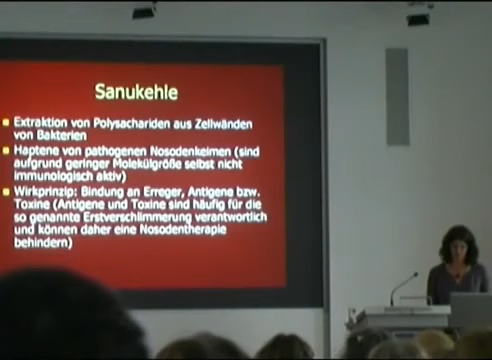 Sanukehle
Extraktion von Polysachariden aus Zellwänden
von Bakterien
Haptene von pathogenen Nosodenkeimen (sind
aufgrund geringer Molekülgröße selbst nicht
immunologisch aktiv)
Wirkprinzip: Bindung an Erreger, Antigene bzw.
Toxine (Antigene und Toxine sind häufig für die
so genannte Erstverschlimmerung verantwortlich
und können daher eine Nosodentherapie
behindern)